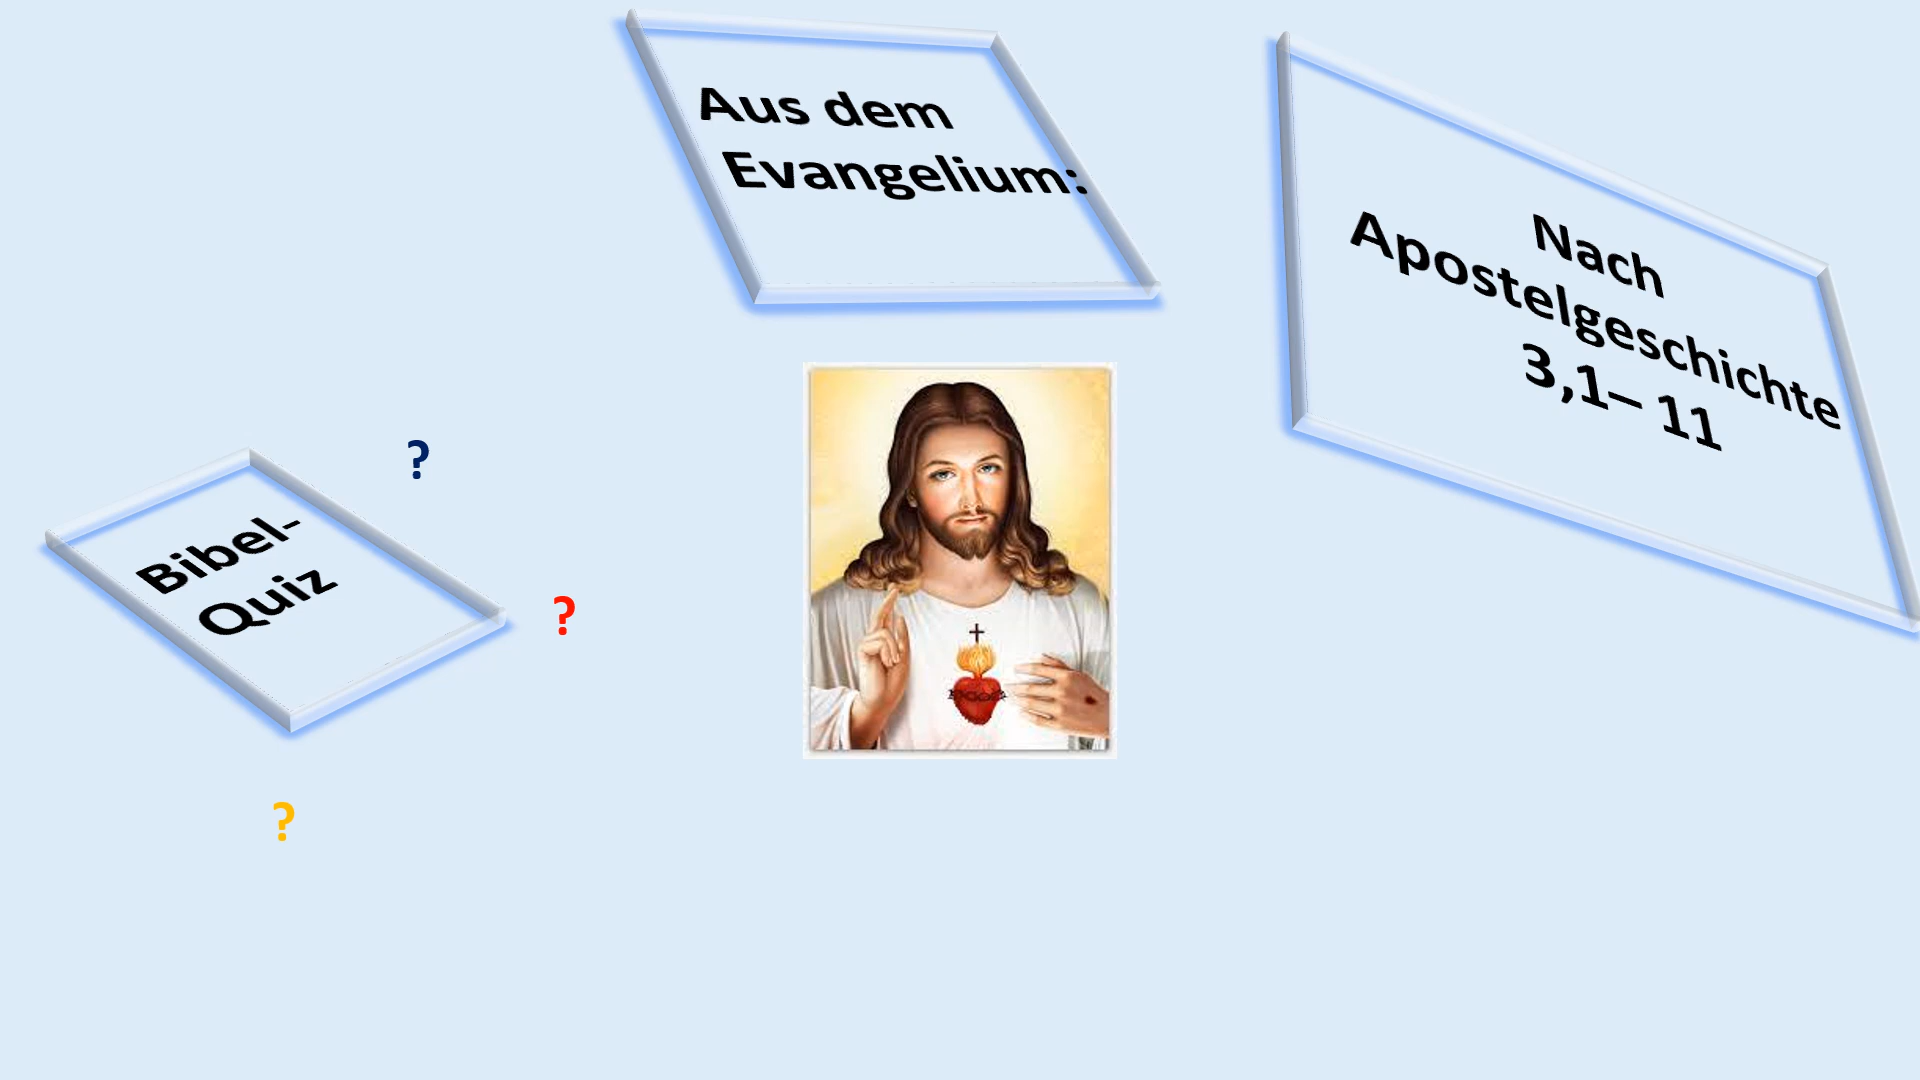 Aus dem
Evangelium:
Nach
Apostelgeschichte
3,1– 11
Bibel-
Quiz
?
?
?